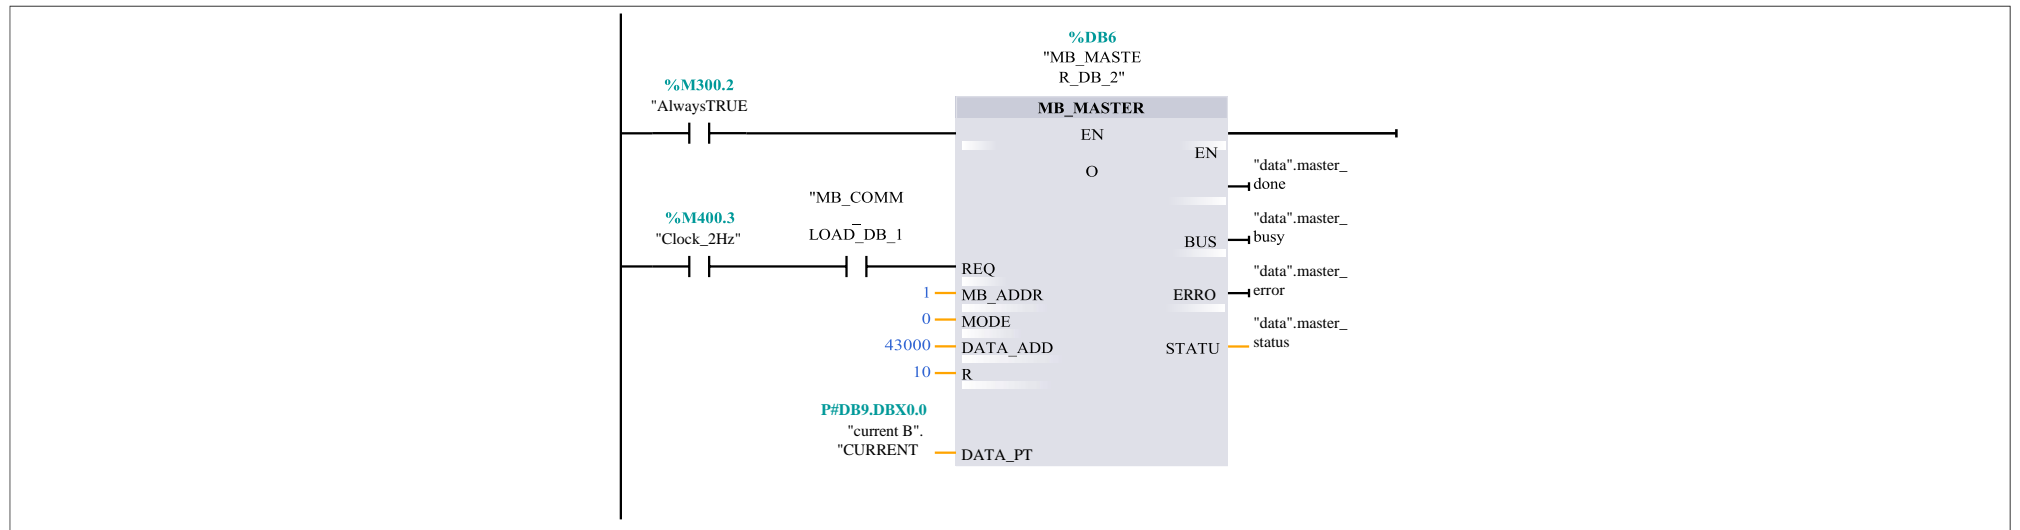 %DB6
"MB_MASTE
R_DB_2"
%M300.2
"AlwaysTRUE
MB_MASTER
EN
EN
O
"data".master_
done
"MB_COMM
_
LOAD_DB_1
%M400.3
"Clock_2Hz"
"data".master_
busy
BUS
REQ
"data".master_
error
1
MB_ADDR
ERRO
0
MODE
"data".master_
status
43000
DATA_ADD
STATU
10
R
P#DB9.DBX0.0
"current B".
"CURRENT
DATA_PT